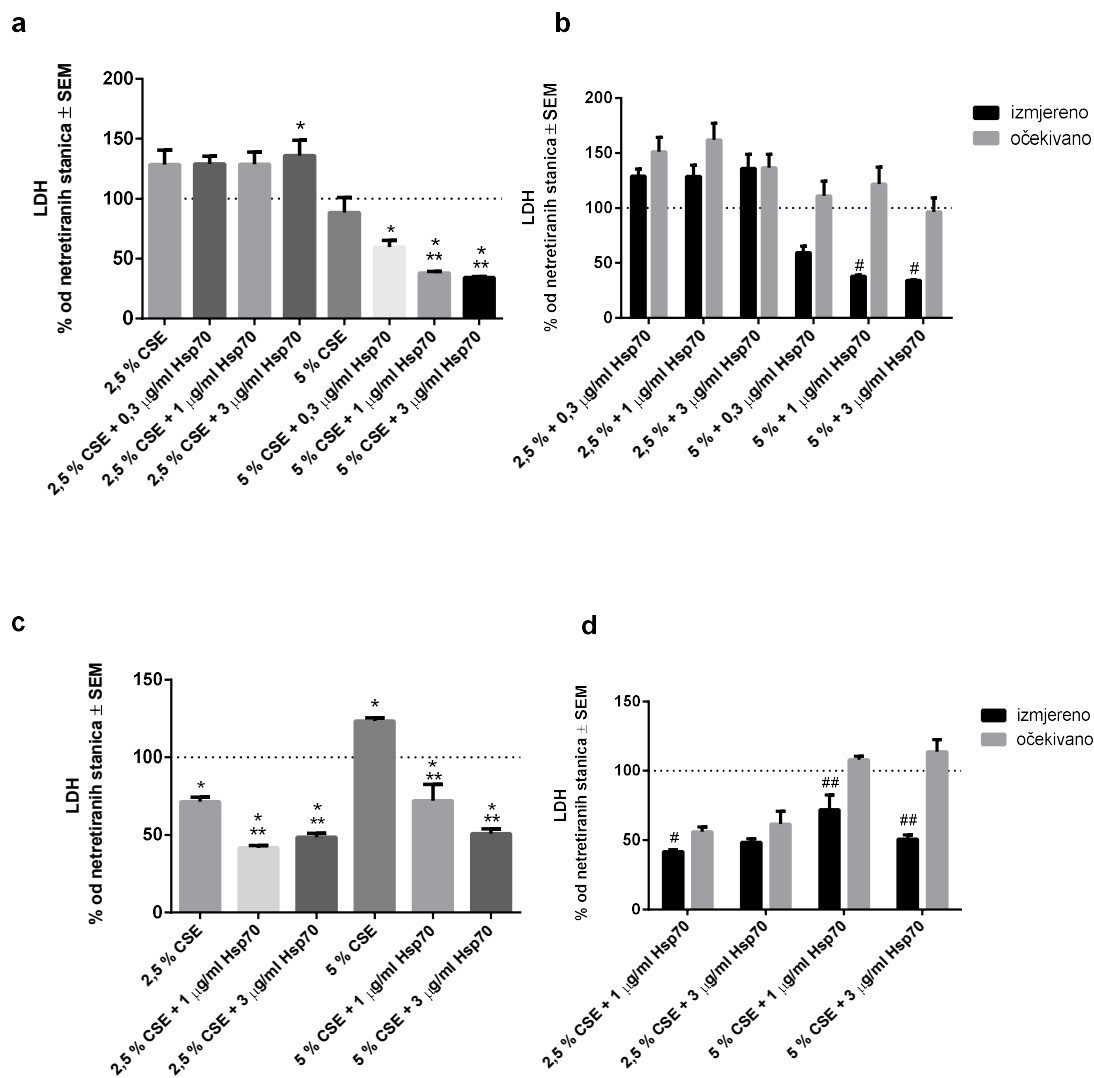 a
LDH
% od netretiranih stanica ± SEM
200
150
100
50
0
*
*
*
**
*
**
2,5 % CSE
2,5 % CSE + 0,3 µg/ml Hsp70
2,5 % CSE + 1 µg/ml Hsp70
2,5 % CSE + 3 µg/ml Hsp70
5 % CSE
5 % CSE + 0,3 µg/ml Hsp70
5 % CSE + 1 µg/ml Hsp70
5 % CSE + 3 µg/ml Hsp70
b
LDH
% od netretiranih stanica ± SEM
200
150
100
50
0
#
#
izmjereno
očekivano
2,5 % + 0,3 µg/ml Hsp70
2,5 % + 1 µg/ml Hsp70
2,5 % + 3 µg/ml Hsp70
5 % + 0,3 µg/ml Hsp70
5 % + 1 µg/ml Hsp70
5 % + 3 µg/ml Hsp70
c
LDH
% od netretiranih stanica ± SEM
150
100
50
0
*
*
**
*
**
*
*
**
*
**
2,5 % CSE
2,5 % CSE + 1 µg/ml Hsp70
2,5 % CSE + 3 µg/ml Hsp70
5 % CSE
5 % CSE + 1 µg/ml Hsp70
5 % CSE + 3 µg/ml Hsp70
d
LDH
% od netretiranih stanica ± SEM
150
100
50
0
#
##
##
izmjereno
očekivano
2,5 % CSE + 1 µg/ml Hsp70
2,5 % CSE + 3 µg/ml Hsp70
5 % CSE + 1 µg/ml Hsp70
5 % CSE + 3 µg/ml Hsp70